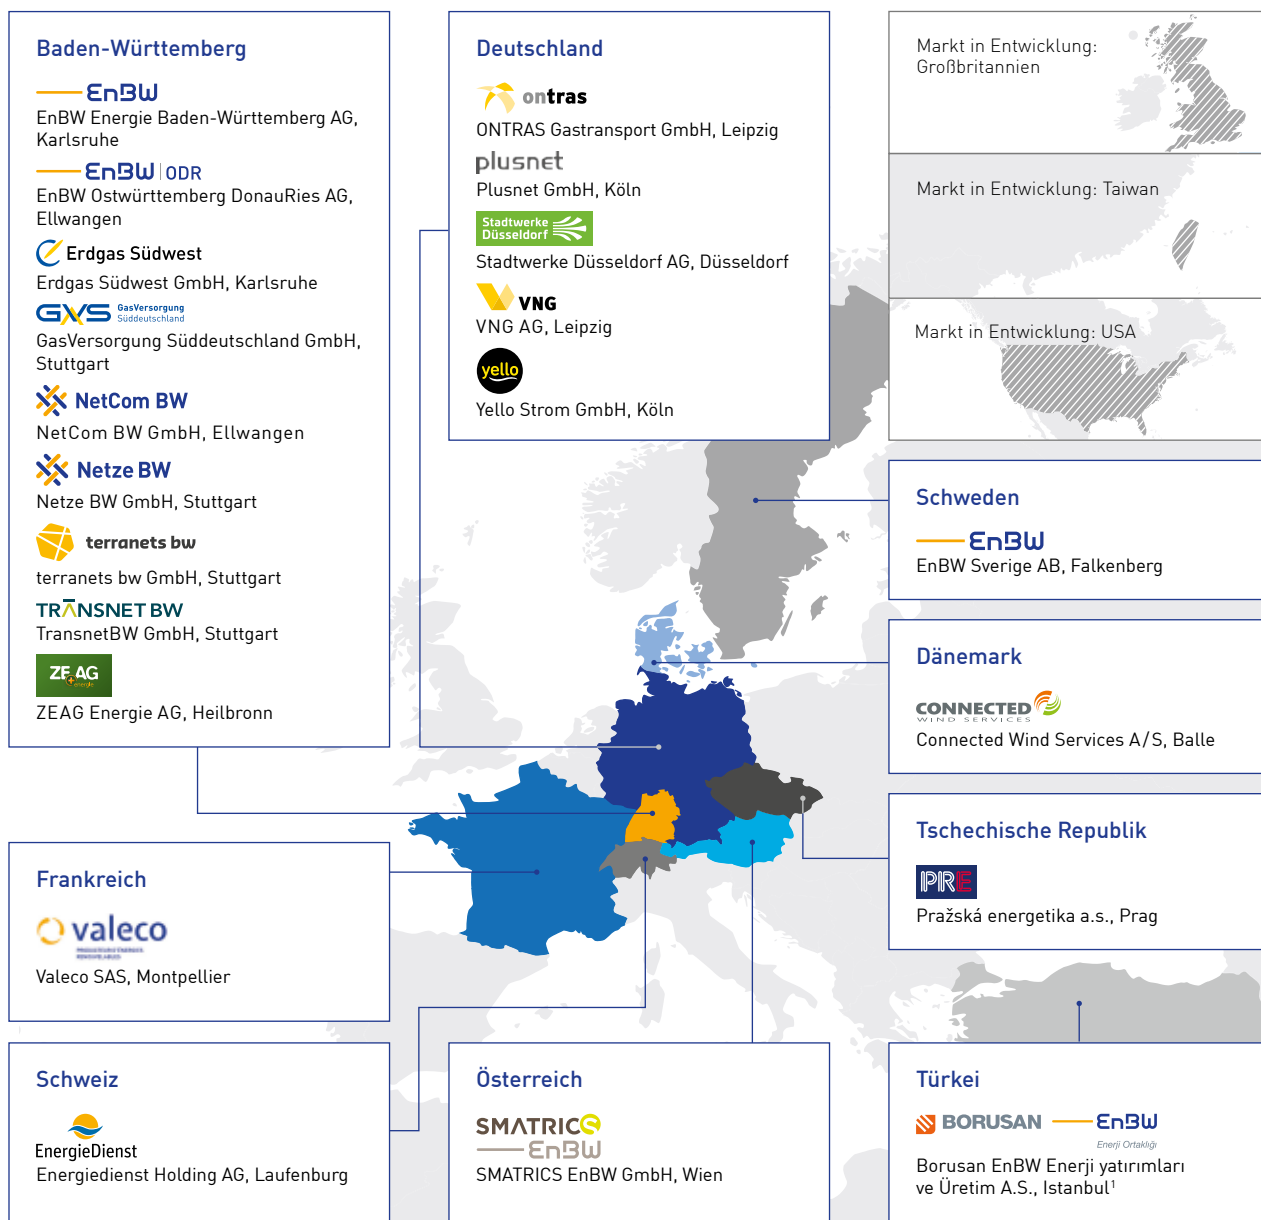 Baden-Württemberg
EnBW
EnBW Energie Baden-Württemberg AG,
Karlsruhe
EnBW ODR
EnBW Ostwürttemberg DonauRies AG,
Ellwangen
Erdgas Südwest
Erdgas Südwest GmbH, Karlsruhe
GVS GasVersorgung
Süddeutschland
GasVersorgung Süddeutschland GmbH,
Stuttgart
NetCom BW
NetCom BW GmbH, Ellwangen
Netze BW
Netze BW GmbH, Stuttgart
terranets bw
terranets bw GmbH, Stuttgart
TRANSNET BW
TransnetBW GmbH, Stuttgart
ZEAG
energie
ZEAG Energie AG, Heilbronn
Deutschland
ontras
ONTRAS Gastransport GmbH, Leipzig
plusnet
Plusnet GmbH, Köln
Stadtwerke
Düsseldorf
Stadtwerke Düsseldorf AG, Düsseldorf
VNG
VNG AG, Leipzig
yello
Yello Strom GmbH, Köln
Markt in Entwicklung:
Großbritannien
Markt in Entwicklung: Taiwan
Markt in Entwicklung: USA
Schweden
EnBW
EnBW Sverige AB, Falkenberg
Dänemark
CONNECTED
WIND SERVICES
Connected Wind Services A/S, Balle
Tschechische Republik
PRE
Pražská energetika a.s., Prag
Frankreich
valeco
Valeco SAS, Montpellier
Schweiz
EnergieDienst
Energiedienst Holding AG, Laufenburg
Österreich
SMATRICS
EnBW
SMATRICS EnBW GmbH, Wien
Türkei
BORUSAN EnBW
Enerji Ortaklığı
Borusan EnBW Enerji yatırımları
ve Üretim A.S., Istanbul¹